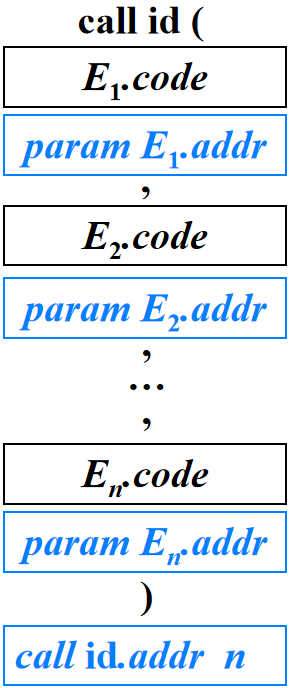 call id (
E₁.code
param E₁.addr
,
E₂.code
param E₂.addr
,
...
,
Eₙ.code
param Eₙ.addr
)
call id.addr n